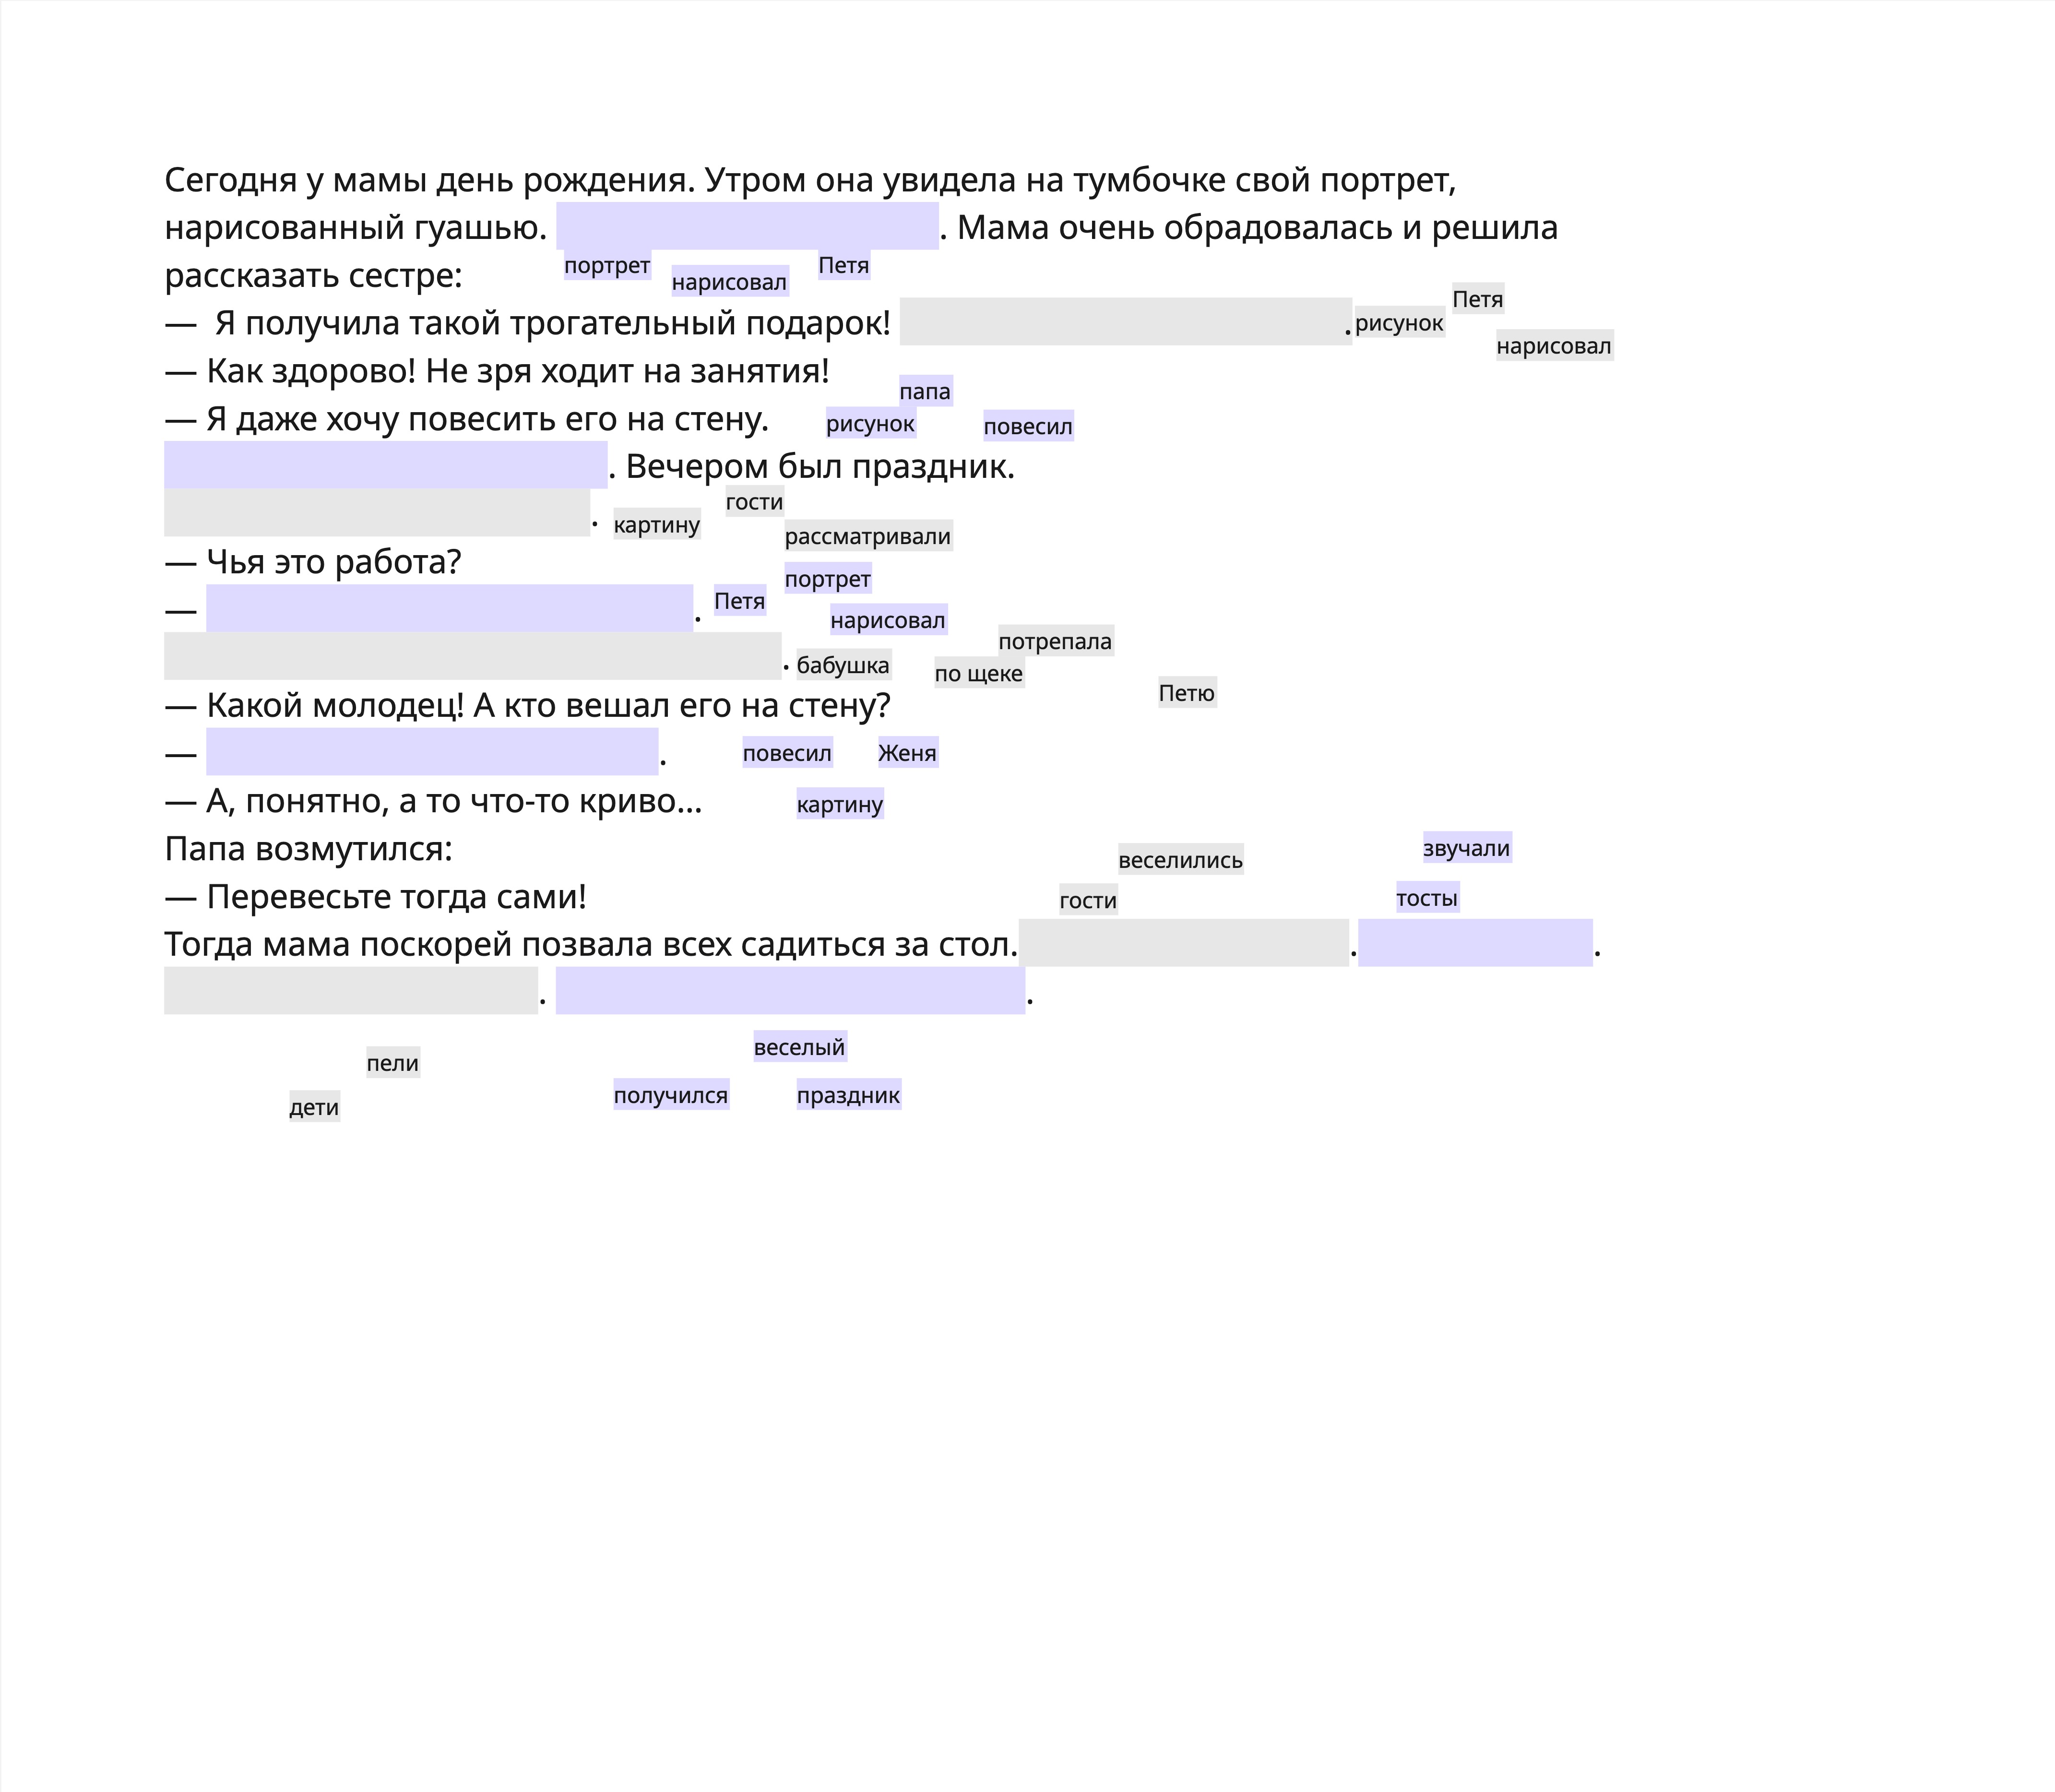 Сегодня у мамы день рождения. Утром она увидела на тумбочке свой портрет,
нарисованный гуашью. . Мама очень обрадовалась и решила
рассказать сестре:
портрет нарисовал Петя
— Я получила такой трогательный подарок! .
рисунок Петя нарисовал
— Как здорово! Не зря ходит на занятия!
папа
— Я даже хочу повесить его на стену.
рисунок повесил
. Вечером был праздник.
гости
. картину
рассматривали
— Чья это работа?
портрет
— . Петя
нарисовал
потрепала
. бабушка по щеке
Петю
— Какой молодец! А кто вешал его на стену?
— . повесил Женя
— А, понятно, а то что-то криво...
картину
Папа возмутился:
веселились звучали
— Перевесьте тогда сами!
гости тосты
Тогда мама поскорей позвала всех садиться за стол. . .
. .
веселый
пели
получился праздник
дети